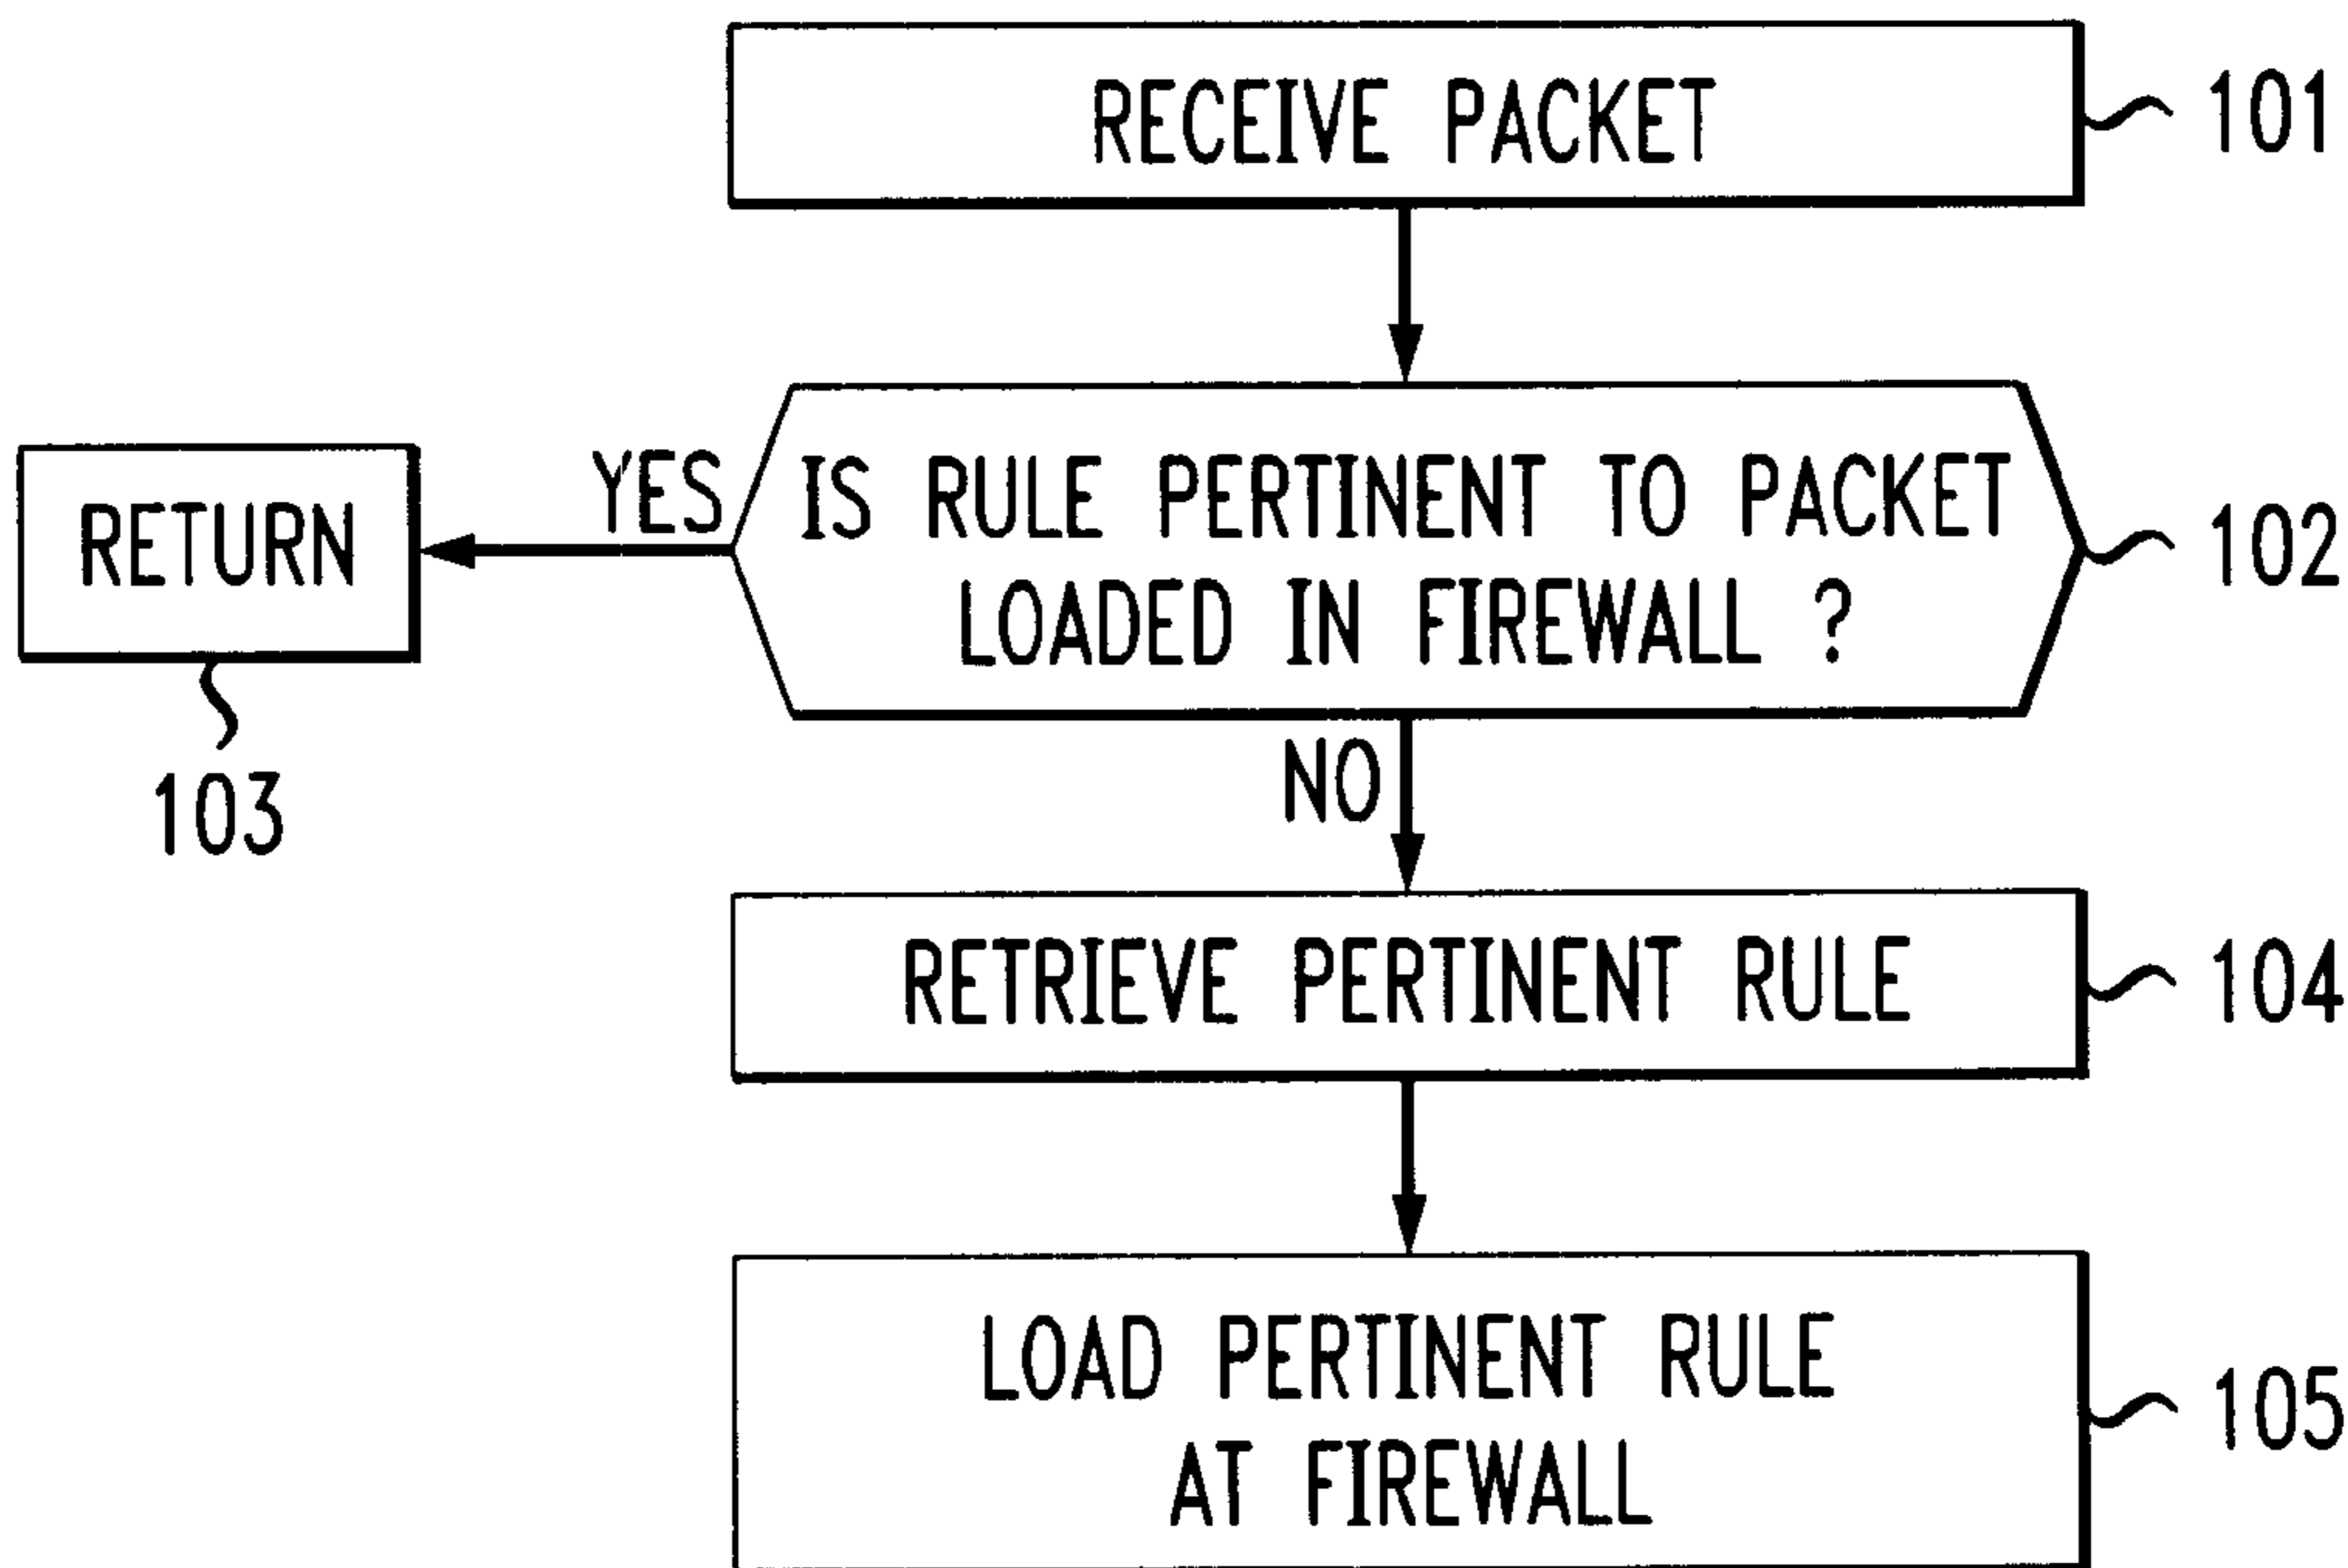 RECEIVE PACKET
101
IS RULE PERTINENT TO PACKET
LOADED IN FIREWALL ?
102
YES
RETURN
103
NO
RETRIEVE PERTINENT RULE
104
LOAD PERTINENT RULE
AT FIREWALL
105